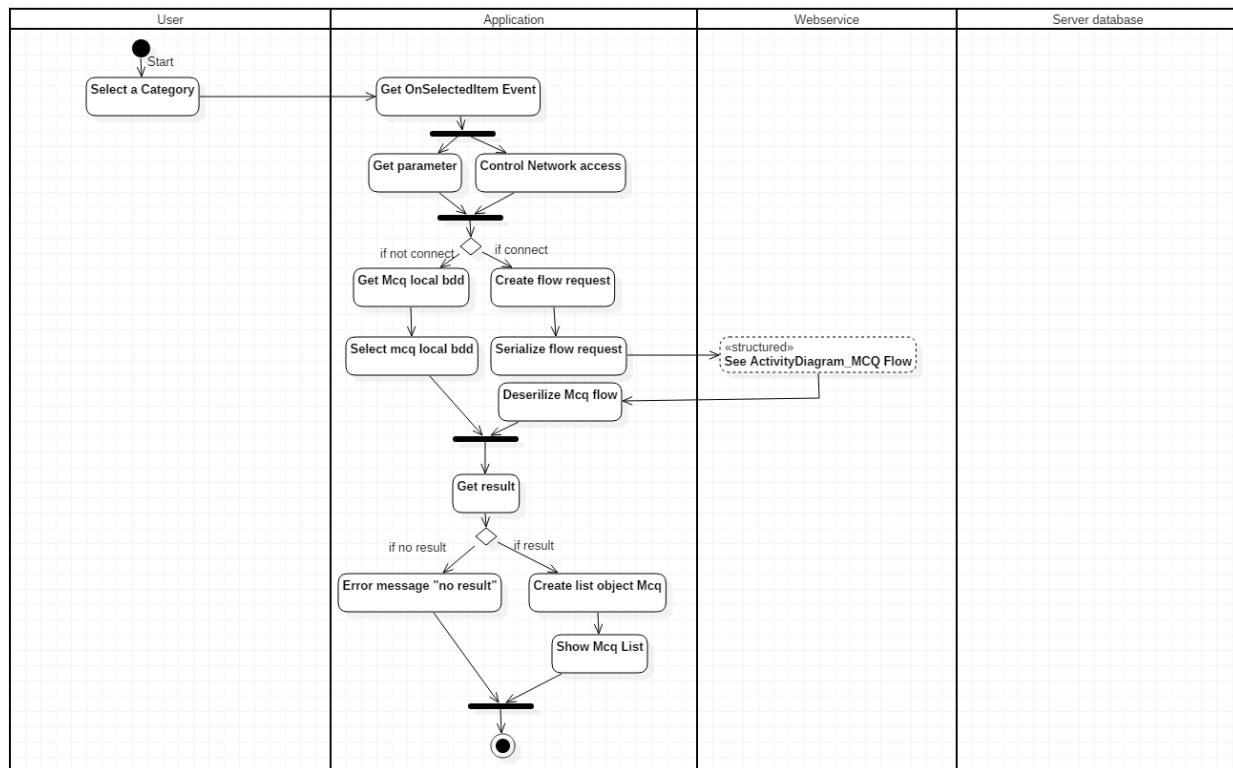 User
Application
Webservice
Server database
Start
Select a Category
Get OnSelectedItem Event
Get parameter
Control Network access
if not connect
if connect
Get Mcq local bdd
Create flow request
Select mcq local bdd
Serialize flow request
«structured»
See ActivityDiagram_MCQ Flow
Deserilize Mcq flow
Get result
if no result
if result
Error message "no result"
Create list object Mcq
Show Mcq List